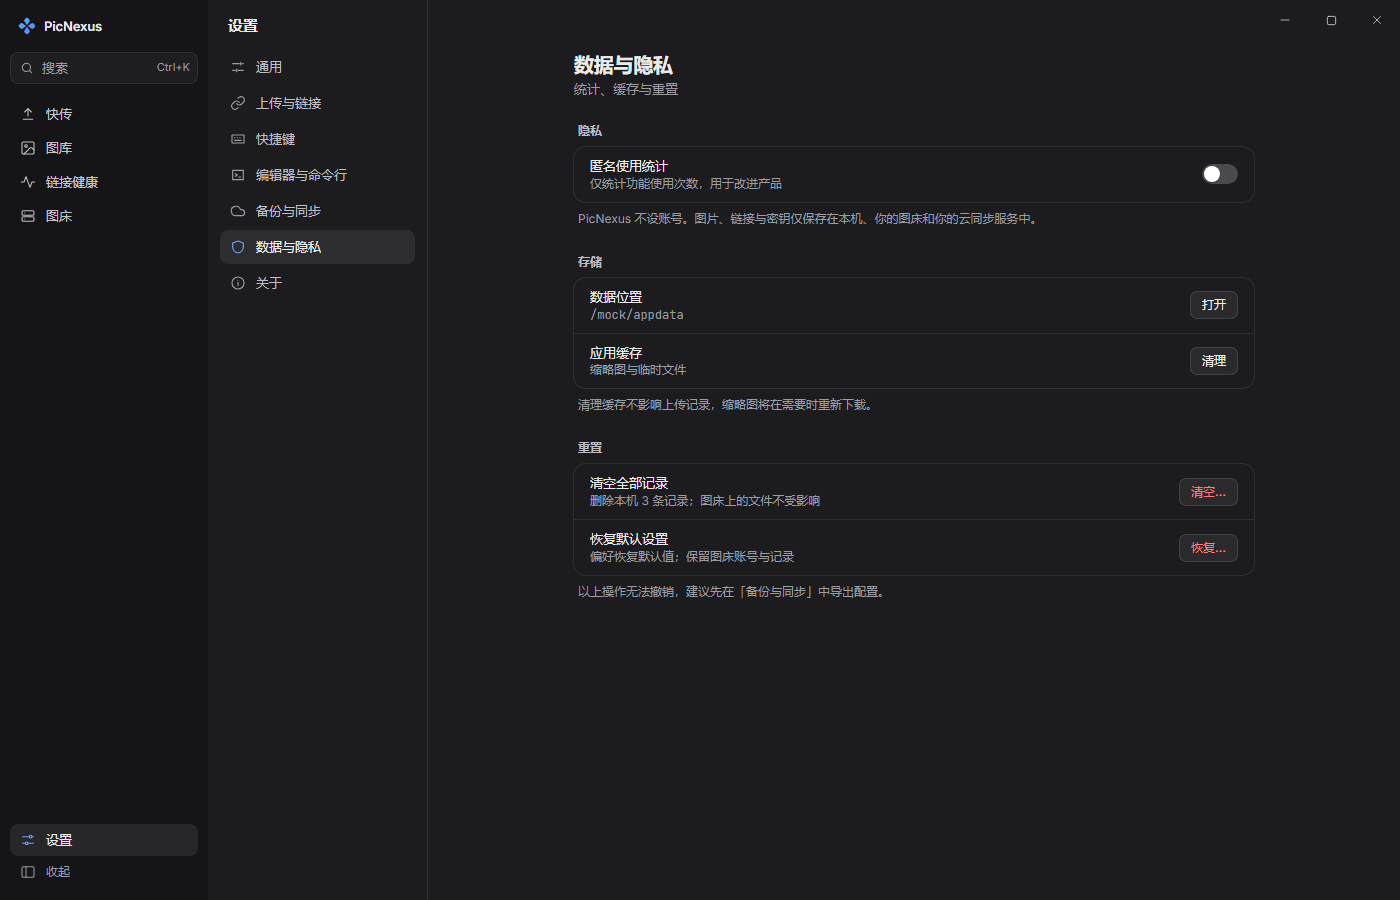 PicNexus
搜索 Ctrl+K
快传
图库
链接健康
图床
设置
收起
设置
通用
上传与链接
快捷键
编辑器与命令行
备份与同步
数据与隐私
关于
数据与隐私
统计、缓存与重置
隐私
匿名使用统计
仅统计功能使用次数，用于改进产品
PicNexus 不设账号。图片、链接与密钥仅保存在本机、你的图床和你的云同步服务中。
存储
数据位置
/mock/appdata
打开
应用缓存
缩略图与临时文件
清理
清理缓存不影响上传记录，缩略图将在需要时重新下载。
重置
清空全部记录
删除本机 3 条记录；图床上的文件不受影响
清空...
恢复默认设置
偏好恢复默认值；保留图床账号与记录
恢复...
以上操作无法撤销，建议先在「备份与同步」中导出配置。